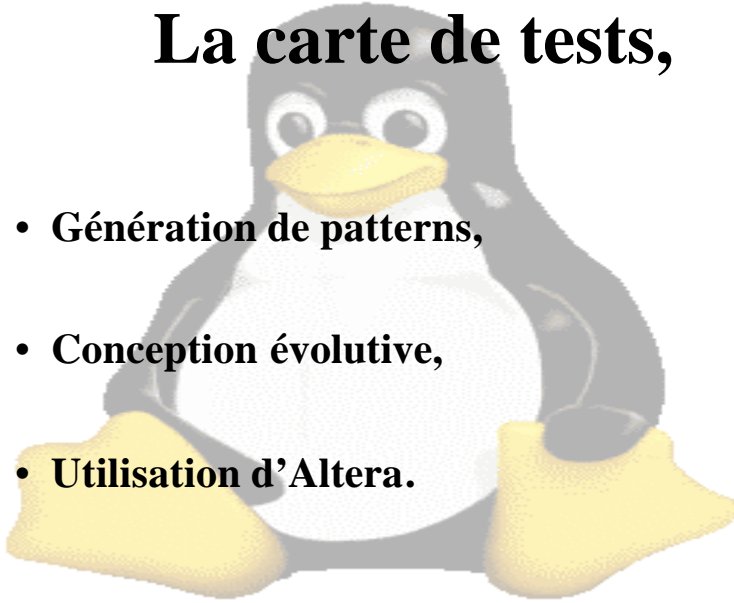 La carte de tests,
• Génération de patterns,
• Conception évolutive,
• Utilisation d’Altera.